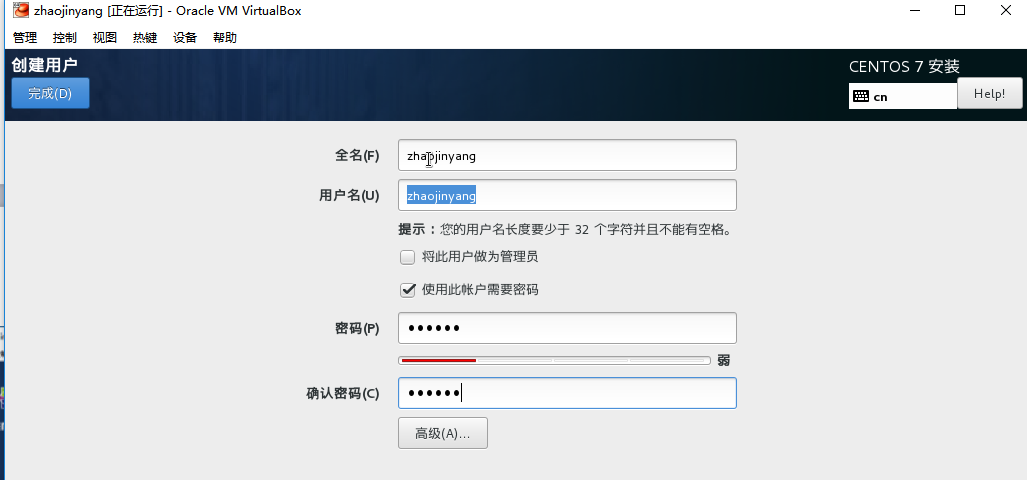 zhaojinyang [正在运行] - Oracle VM VirtualBox
管理 控制 视图 热键 设备 帮助
创建用户
CENTOS 7 安装
完成(D)
cn
Help!
全名(F)
zhaojinyang
用户名(U)
zhaojinyang
提示：您的用户名长度要少于 32 个字符并且不能有空格。
将此用户做为管理员
使用此帐户需要密码
密码(P)
••••••
弱
确认密码(C)
••••••
高级(A)...